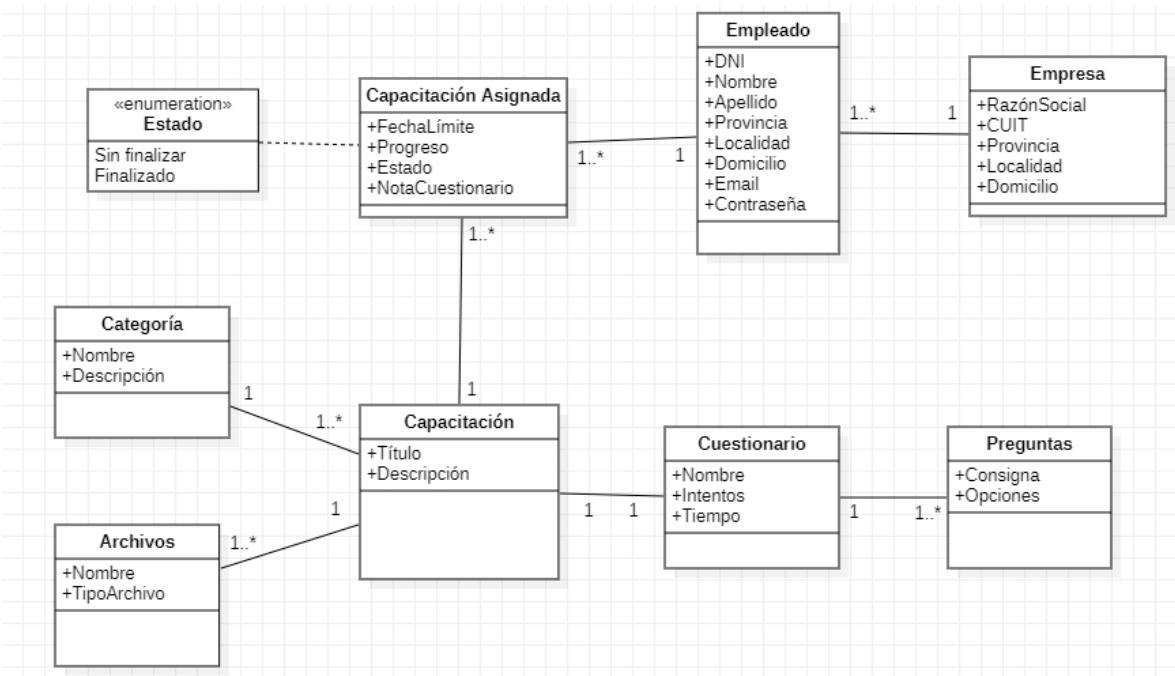 «enumeration»
Estado
Sin finalizar
Finalizado
Capacitación Asignada
+FechaLímite
+Progreso
+Estado
+NotaCuestionario
1..*
1
Empleado
+DNI
+Nombre
+Apellido
+Provincia
+Localidad
+Domicilio
+Email
+Contraseña
1..*
1
Empresa
+RazónSocial
+CUIT
+Provincia
+Localidad
+Domicilio
1..*
1
Categoría
+Nombre
+Descripción
1
1..*
Capacitación
+Título
+Descripción
1
1..*
Archivos
+Nombre
+TipoArchivo
1
1
Cuestionario
+Nombre
+Intentos
+Tiempo
1
1..*
Preguntas
+Consigna
+Opciones